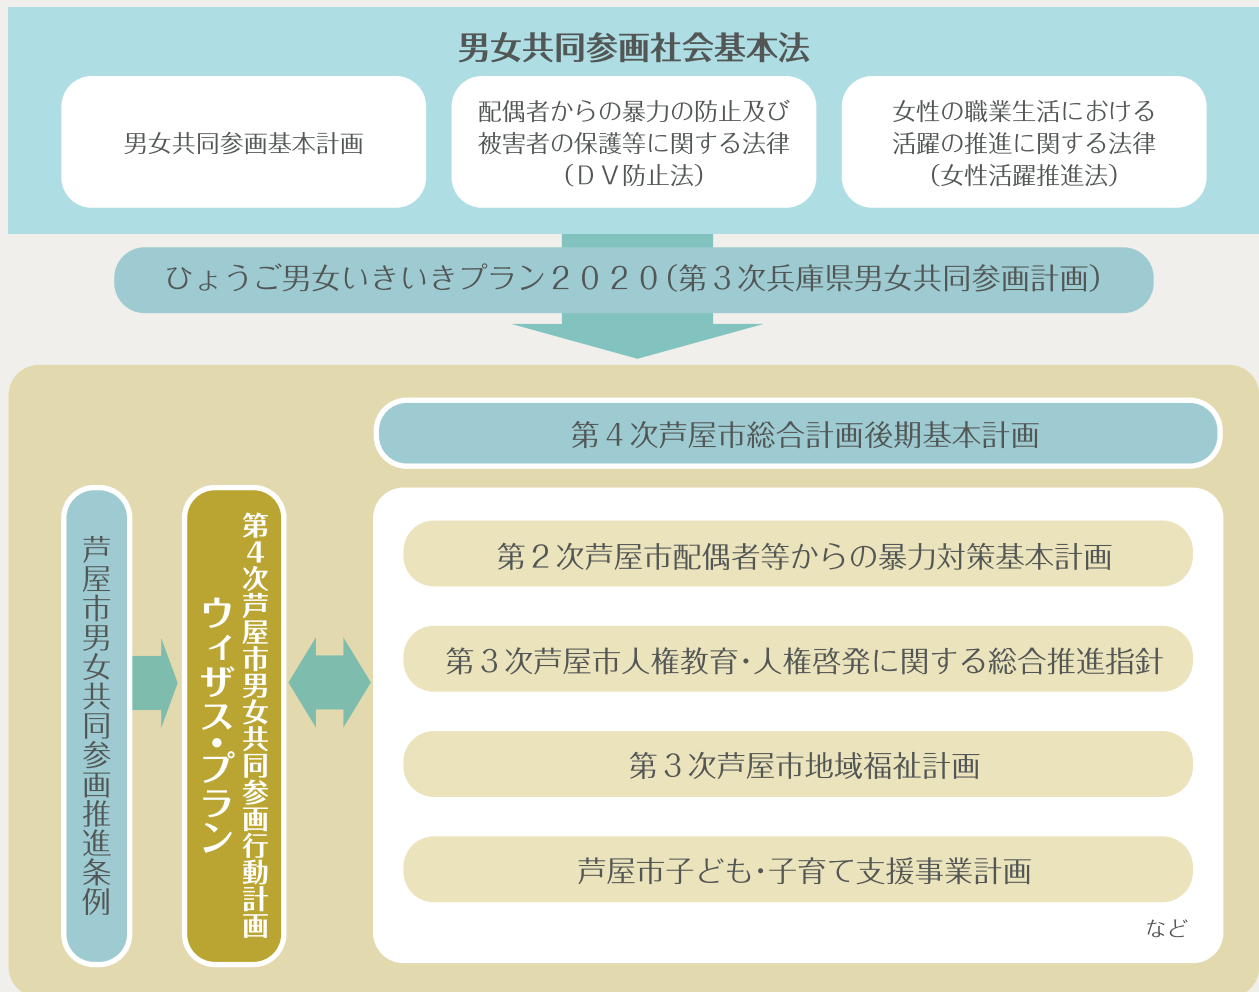 男女共同参画社会基本法
男女共同参画基本計画
配偶者からの暴力の防止及び
被害者の保護等に関する法律
（ＤＶ防止法）
女性の職業生活における
活躍の推進に関する法律
（女性活躍推進法）
ひょうご男女いきいきプラン２０２０（第３次兵庫県男女共同参画計画）
第４次芦屋市総合計画後期基本計画
芦屋市男女共同参画推進条例
第４次芦屋市男女共同参画行動計画
ウィザス・プラン
第２次芦屋市配偶者等からの暴力対策基本計画
第３次芦屋市人権教育・人権啓発に関する総合推進指針
第３次芦屋市地域福祉計画
芦屋市子ども・子育て支援事業計画
など